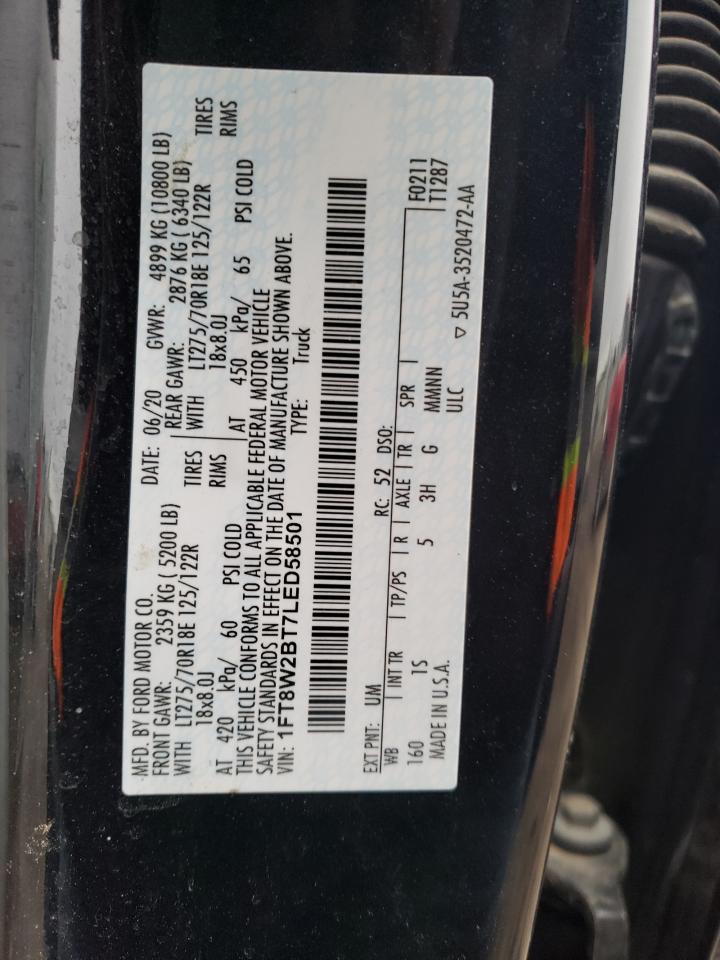 MFD. BY FORD MOTOR CO.
DATE: 06/20 GVWR: 4899 KG (10800 LB)
FRONT GAWR: 2359 KG ( 5200 LB)
REAR GAWR: 2876 KG ( 6340 LB)
WITH LT275/70R18E 125/122R TIRES
WITH LT275/70R18E 125/122R TIRES
18x8.0J RIMS
18x8.0J RIMS
AT 420 kPa/ 60 PSI COLD
AT 450 kPa/ 65 PSI COLD
THIS VEHICLE CONFORMS TO ALL APPLICABLE FEDERAL MOTOR VEHICLE
SAFETY STANDARDS IN EFFECT ON THE DATE OF MANUFACTURE SHOWN ABOVE.
VIN: 1FT8W2BT7LED58501 TYPE: Truck
EXT PNT: UM RC: 52 DSO:
WB INT TR TP/PS R AXLE TR SPR F0211
160 1S 5 3H G MMNN T1287
MADE IN U.S.A. ULC
▽ 5U5A-3520472-AA